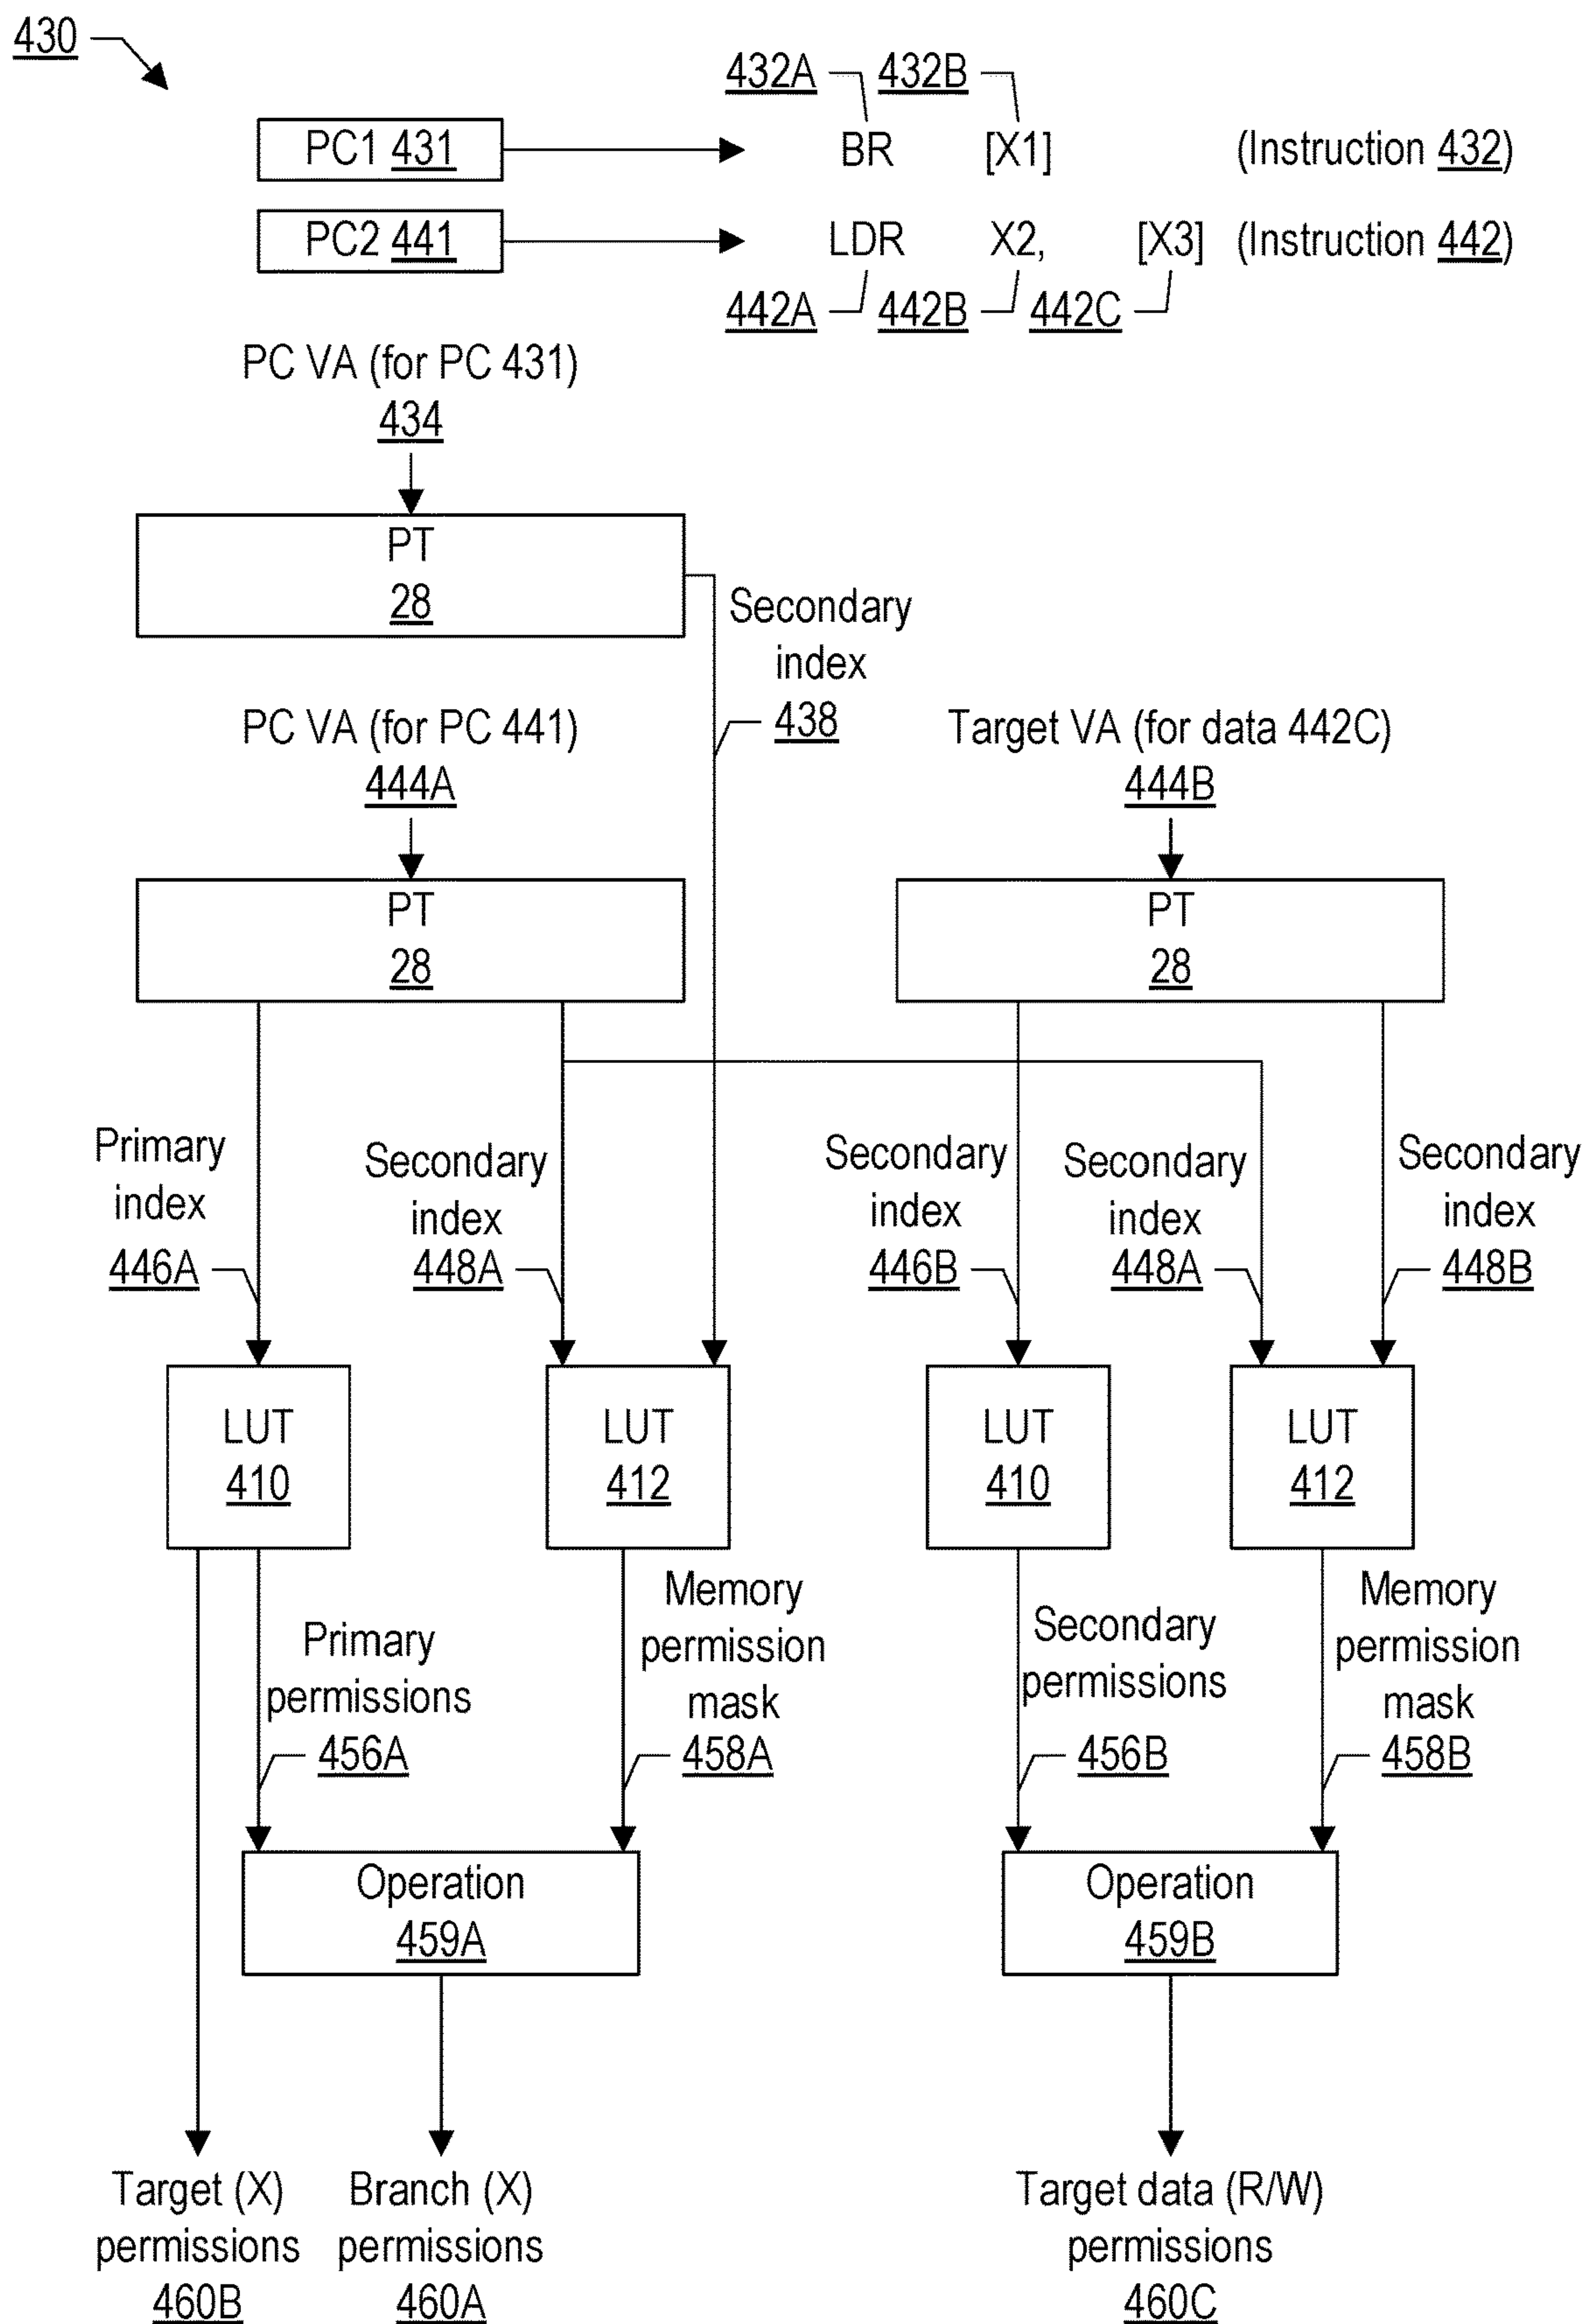 430
432A 432B
PC1 431 BR [X1] (Instruction 432)
PC2 441 LDR X2, [X3] (Instruction 442)
442A 442B 442C
PC VA (for PC 431)
434
PT
28
Secondary
index
438
PC VA (for PC 441)
444A
Target VA (for data 442C)
444B
PT
28
PT
28
Primary
index
446A
Secondary
index
448A
Secondary
index
446B
Secondary
index
448A
Secondary
index
448B
LUT
410
LUT
412
LUT
410
LUT
412
Primary
permissions
456A
Memory
permission
mask
458A
Secondary
permissions
456B
Memory
permission
mask
458B
Operation
459A
Operation
459B
Target (X)
permissions
460B
Branch (X)
permissions
460A
Target data (R/W)
permissions
460C